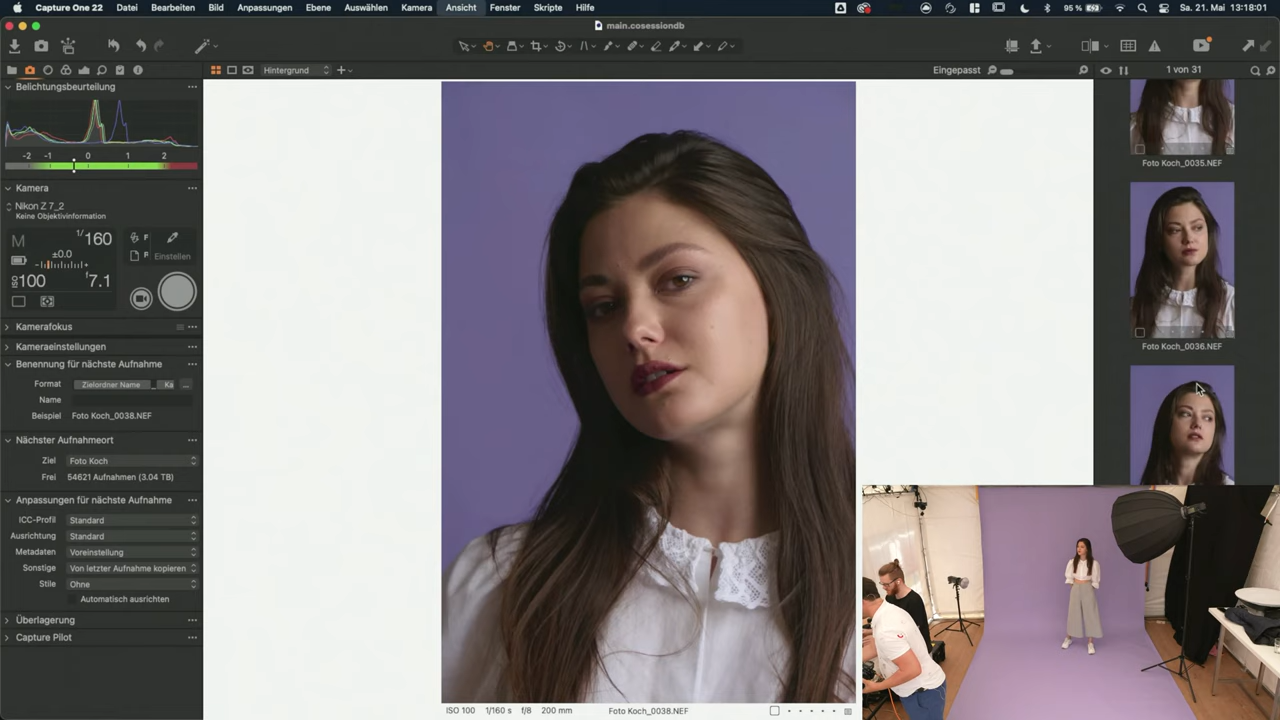 Capture One 22 Datei Bearbeiten Bild Anpassungen Ebene Auswählen Kamera Ansicht Fenster Skripte Hilfe 95 % Sa. 21. Mai 13:18:01
main.cosessiondb
Hintergrund Eingepasst 1 von 31
Belichtungsbeurteilung
-2 -1 0 1 2
Kamera
Nikon Z 7_2
Keine Objektivinformation
M 1/160 F
±0.0
F Einstellen
ISO 100 f7.1
Kamerafokus
Kameraeinstellungen
Benennung für nächste Aufnahme
Format Zielordner Name _ Ka ...
Name
Beispiel Foto Koch_0038.NEF
Nächster Aufnahmeort
Ziel Foto Koch
Frei 54621 Aufnahmen (3.04 TB)
Anpassungen für nächste Aufnahme
ICC-Profil Standard
Ausrichtung Standard
Metadaten Voreinstellung
Sonstige Von letzter Aufnahme kopieren
Stile Ohne
Automatisch ausrichten
Überlagerung
Capture Pilot
Foto Koch_0035.NEF
Foto Koch_0036.NEF
ISO 100 1/160 s f/8 200 mm Foto Koch_0038.NEF